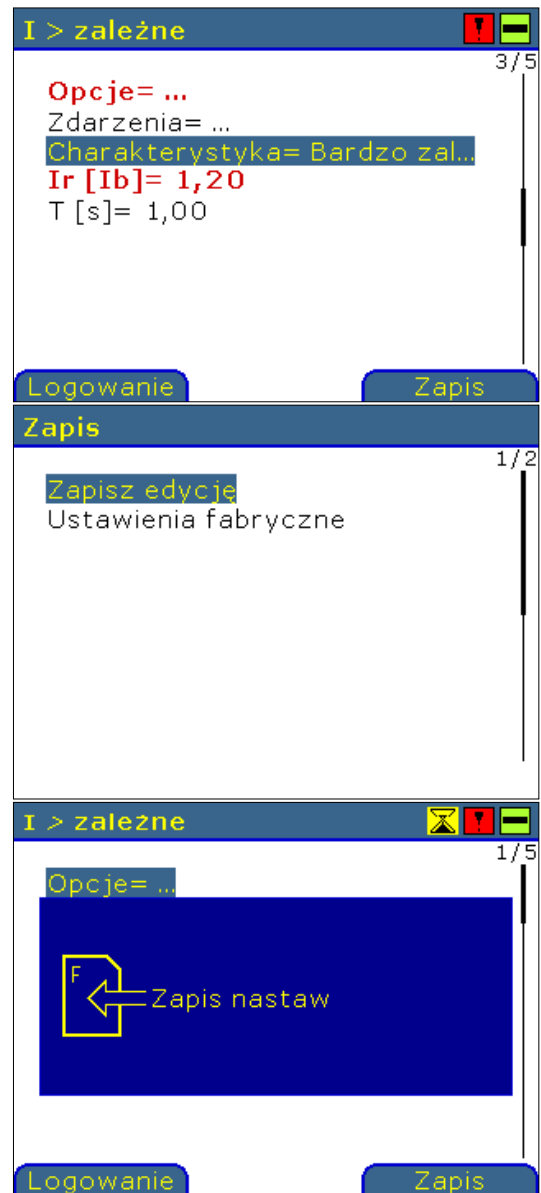 I > zależne
3/5
Opcje= ...
Zdarzenia= ...
Charakterystyka= Bardzo zal...
Ir [Ib]= 1,20
T [s]= 1,00
Logowanie Zapis
Zapis
1/2
Zapisz edycję
Ustawienia fabryczne
I > zależne
1/5
Opcje= ...
F
Zapis nastaw
Logowanie Zapis